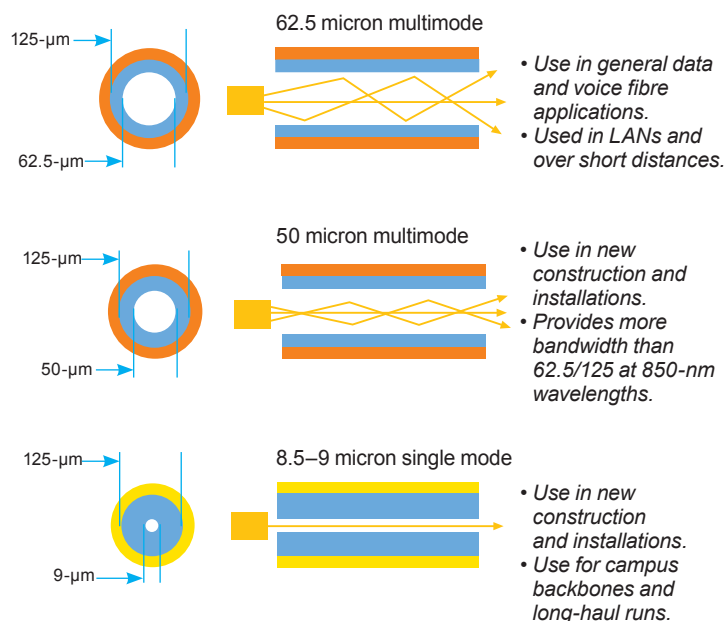 62.5 micron multimode
125-µm
62.5-µm
• Use in general data
and voice fibre
applications.
• Used in LANs and
over short distances.
50 micron multimode
125-µm
50-µm
• Use in new
construction and
installations.
• Provides more
bandwidth than
62.5/125 at 850-nm
wavelengths.
8.5–9 micron single mode
125-µm
9-µm
• Use in new
construction
and installations.
• Use for campus
backbones and
long-haul runs.